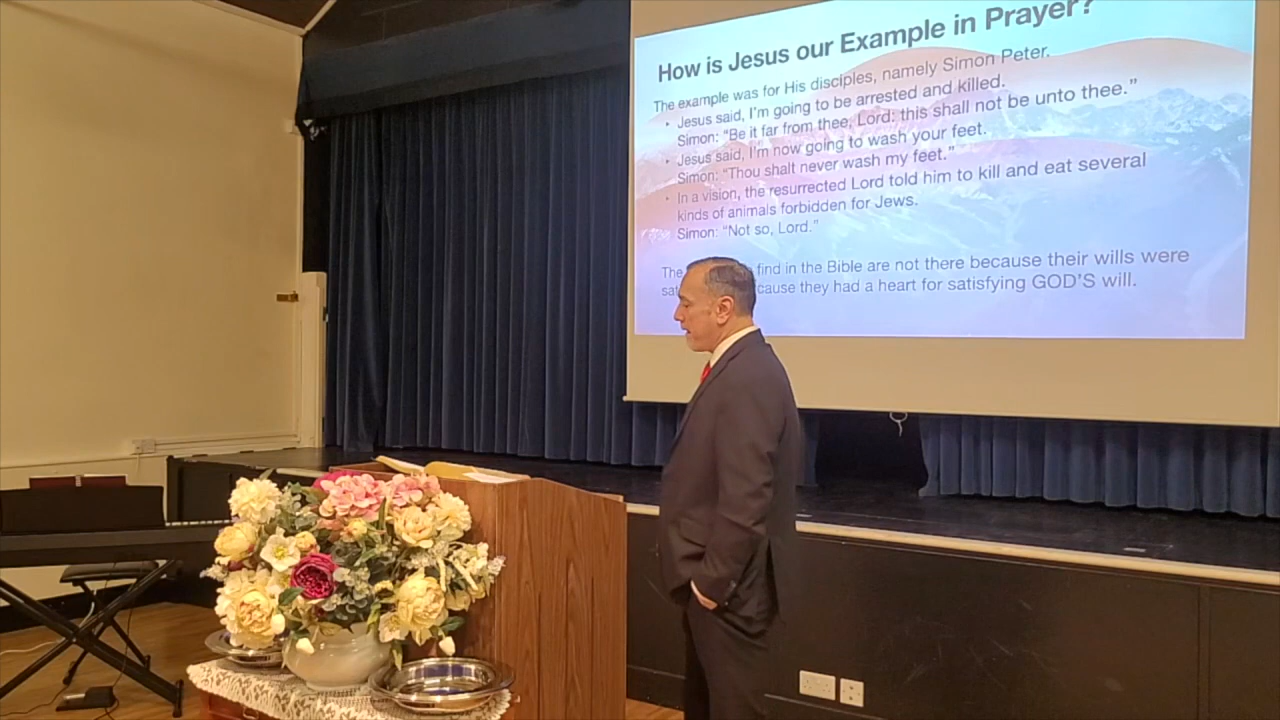 How is Jesus our Example in Prayer?
The example was for His disciples, namely Simon Peter.
• Jesus said, I'm going to be arrested and killed.
Simon: “Be it far from thee, Lord: this shall not be unto thee.”
• Jesus said, I'm now going to wash your feet.
Simon: “Thou shalt never wash my feet.”
• In a vision, the resurrected Lord told him to kill and eat several
kinds of animals forbidden for Jews.
Simon: “Not so, Lord.”
The find in the Bible are not there because their wills were
they had a heart for satisfying GOD'S will.